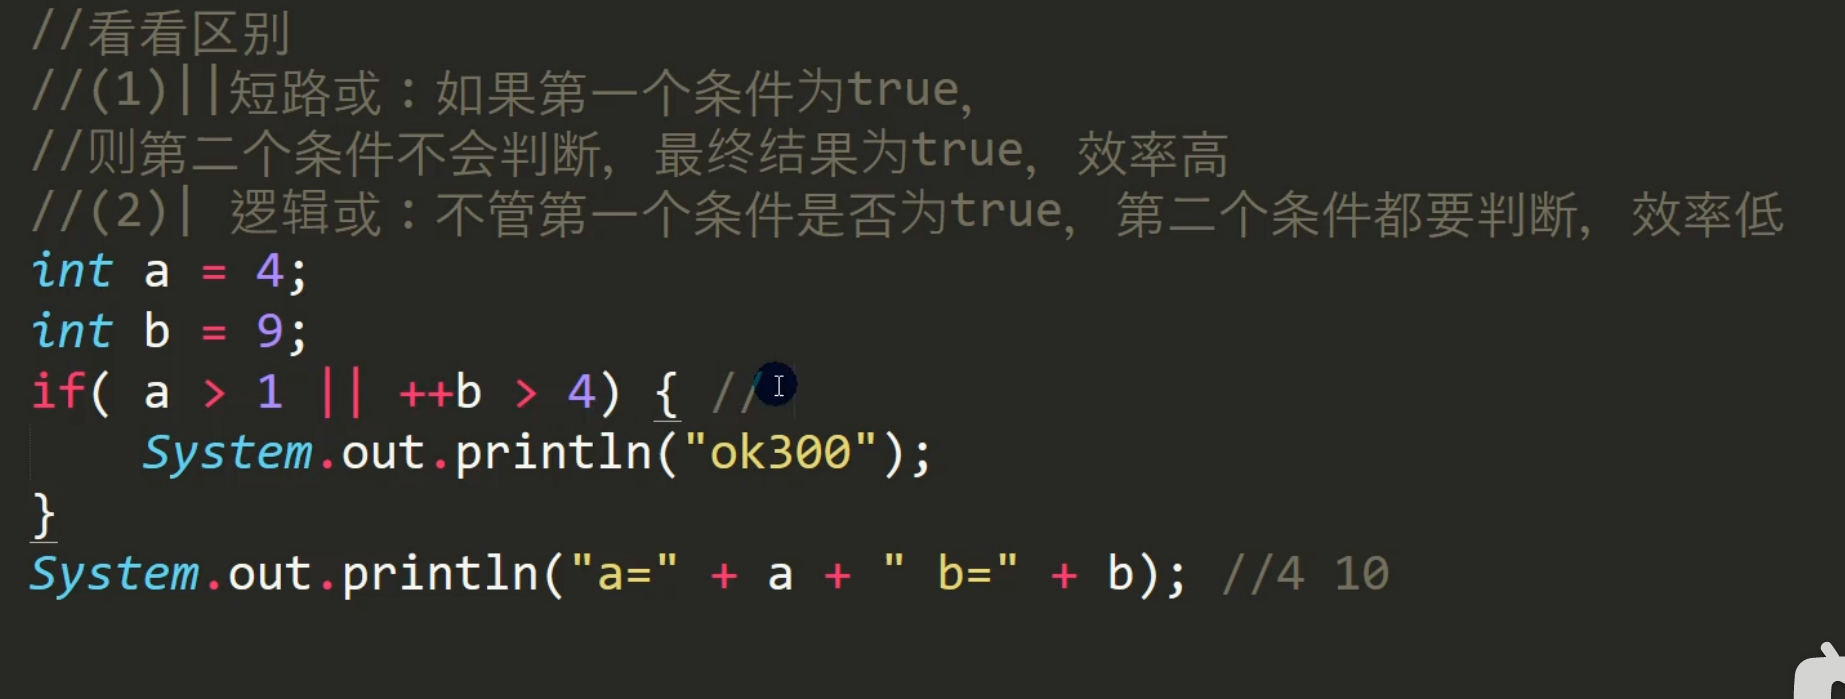 //看看区别
//(1)||短路或：如果第一个条件为true，
//则第二个条件不会判断，最终结果为true，效率高
//(2)| 逻辑或：不管第一个条件是否为true，第二个条件都要判断，效率低
int a = 4;
int b = 9;
if( a > 1 || ++b > 4) { //
    System.out.println("ok300");
}
System.out.println("a=" + a + " b=" + b); //4 10